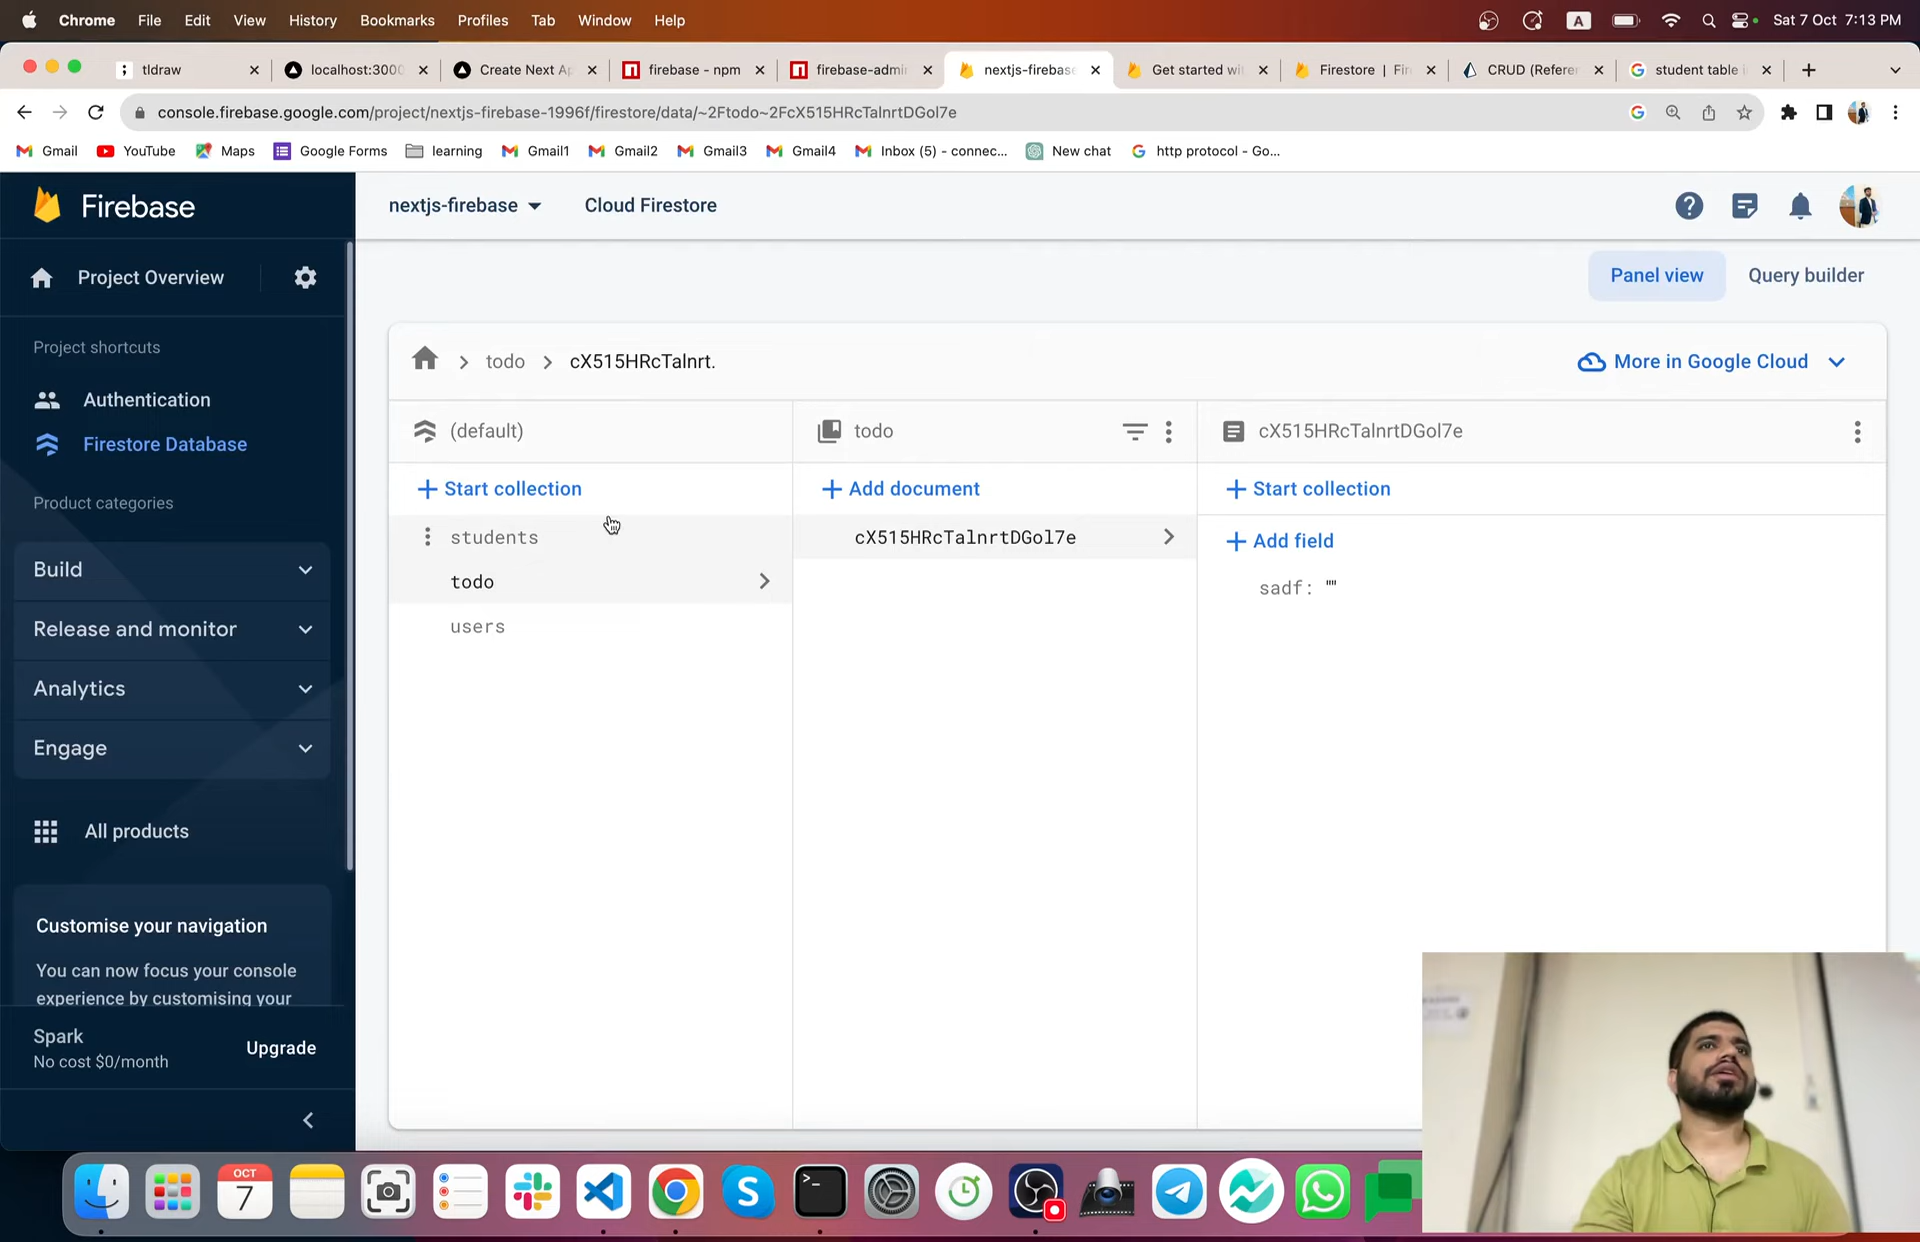 Chrome File Edit View History Bookmarks Profiles Tab Window Help A Sat 7 Oct 7:13 PM
tldraw localhost:3000 Create Next Ap firebase - npm firebase-admi nextjs-firebase Get started wi Firestore | Fir CRUD (Refere student table i
console.firebase.google.com/project/nextjs-firebase-1996f/firestore/data/~2Ftodo~2FcX515HRcTalnrtDGol7e
Gmail YouTube Maps Google Forms learning Gmail1 Gmail2 Gmail3 Gmail4 Inbox (5) - connec... New chat http protocol - Go...
Firebase
nextjs-firebase Cloud Firestore
Project Overview
Panel view Query builder
Project shortcuts
Authentication
Firestore Database
Product categories
Build
Release and monitor
Analytics
Engage
All products
Customise your navigation
You can now focus your console
experience by customising your
Spark
No cost $0/month
Upgrade
todo cX515HRcTalnrt.
More in Google Cloud
(default)
Start collection
students
todo
users
todo
Add document
cX515HRcTalnrtDGol7e
cX515HRcTalnrtDGol7e
Start collection
Add field
sadf: ""
OCT
7
S